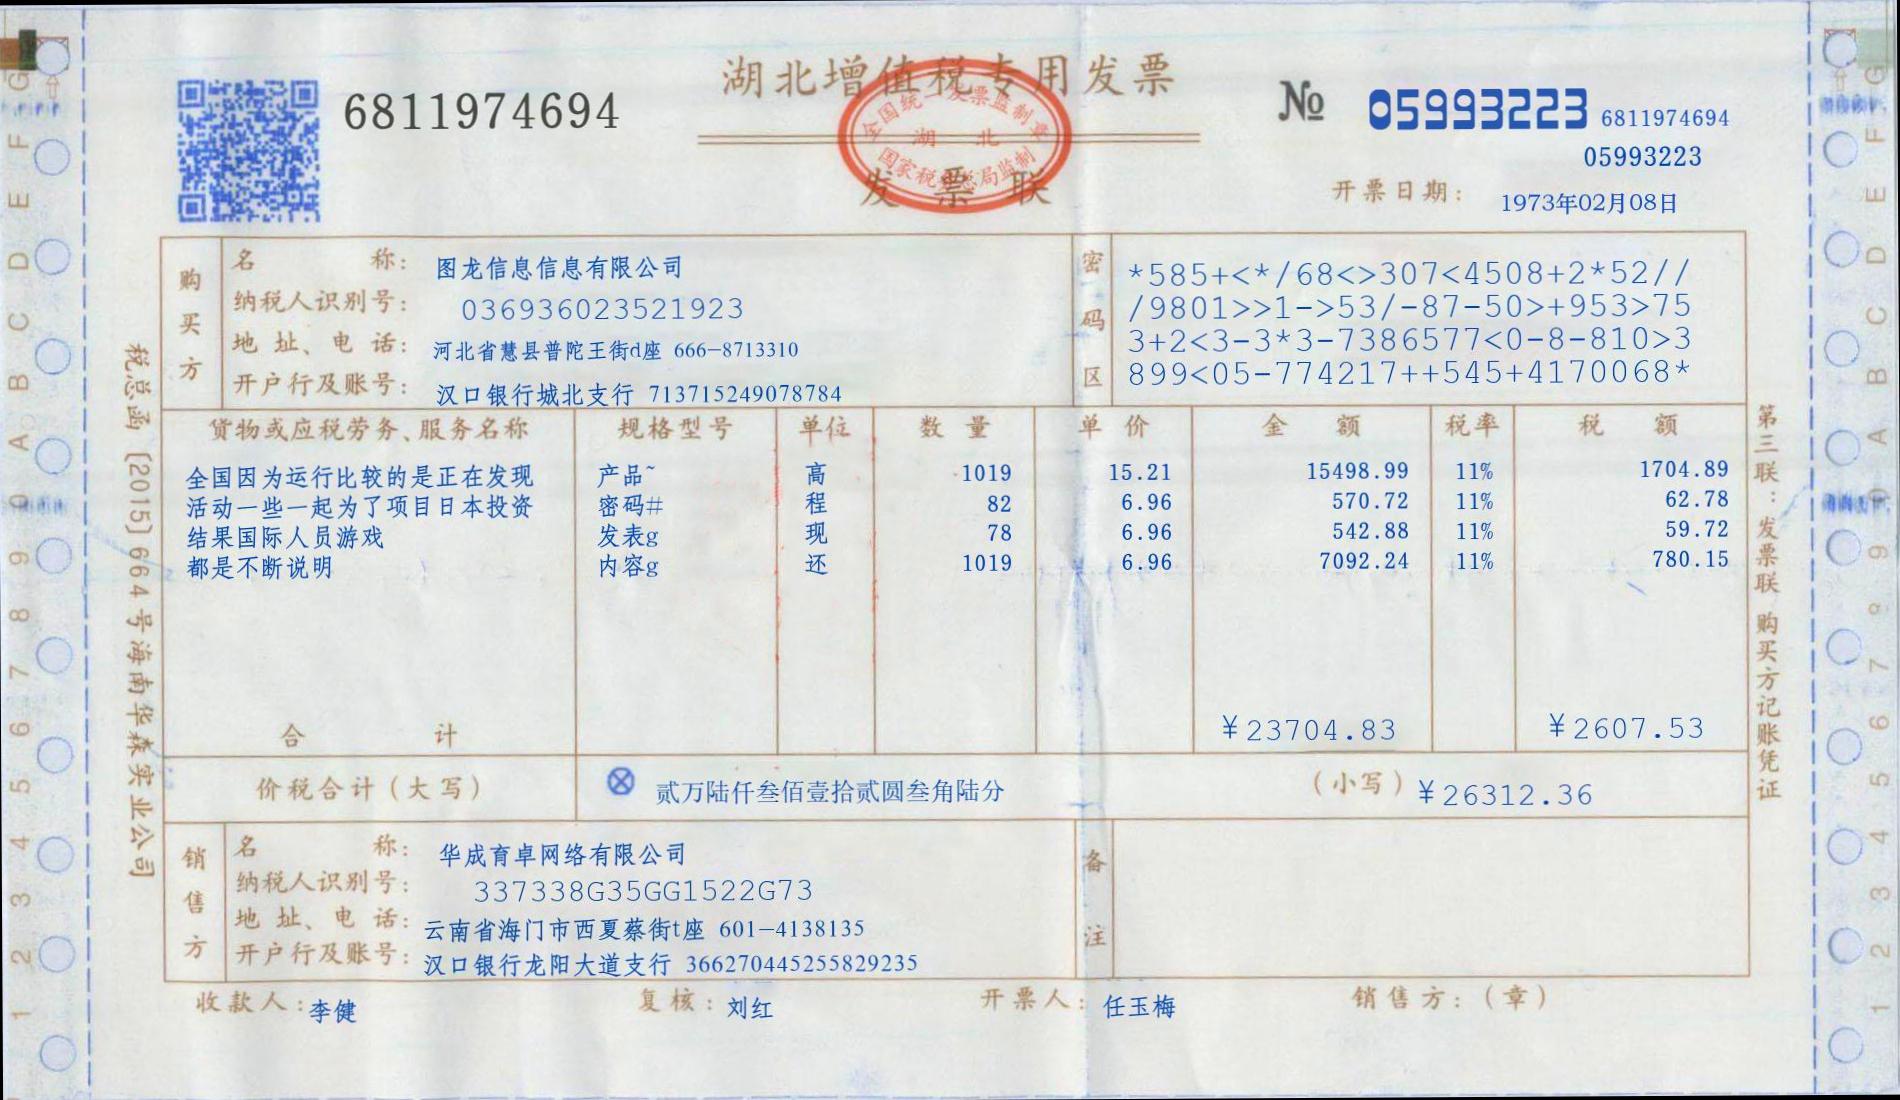 湖北增值税专用发票
全国统一发票监制章
湖北
国家税务总局监制
发票联
6811974694
№ 05993223 6811974694
05993223
开票日期: 1973年02月08日
购买方
名称: 图龙信息信息有限公司
纳税人识别号: 036936023521923
地址、电话: 河北省慧县普陀王街d座 666-8713310
开户行及账号: 汉口银行城北支行 713715249078784
密码区
*585+<*/68<>307<4508+2*52//
/9801>>1->53/-87-50>+953>75
3+2<3-3*3-7386577<0-8-810>3
899<05-774217++545+4170068*
货物或应税劳务、服务名称 规格型号 单位 数量 单价 金额 税率 税额
全国因为运行比较的是正在发现 产品~ 高 1019 15.21 15498.99 11% 1704.89
活动一些一起为了项目日本投资 密码# 程 82 6.96 570.72 11% 62.78
结果国际人员游戏 发表g 现 78 6.96 542.88 11% 59.72
都是不断说明 内容g 还 1019 6.96 7092.24 11% 780.15
合计 ¥23704.83 ¥2607.53
价税合计(大写) ⊗ 贰万陆仟叁佰壹拾贰圆叁角陆分 (小写) ¥26312.36
销售方
名称: 华成育卓网络有限公司
纳税人识别号: 337338G35GG1522G73
地址、电话: 云南省海门市西夏蔡街t座 601-4138135
开户行及账号: 汉口银行龙阳大道支行 366270445255829235
备注
收款人: 李健 复核: 刘红 开票人: 任玉梅 销售方: (章)
税总函[2015]664号海南华森实业公司
第三联:发票联 购买方记账凭证
G F E D C B A 0 9 8 7 6 5 4 3 2 1
G F E D C B A 0 9 8 7 6 5 4 3 2 1